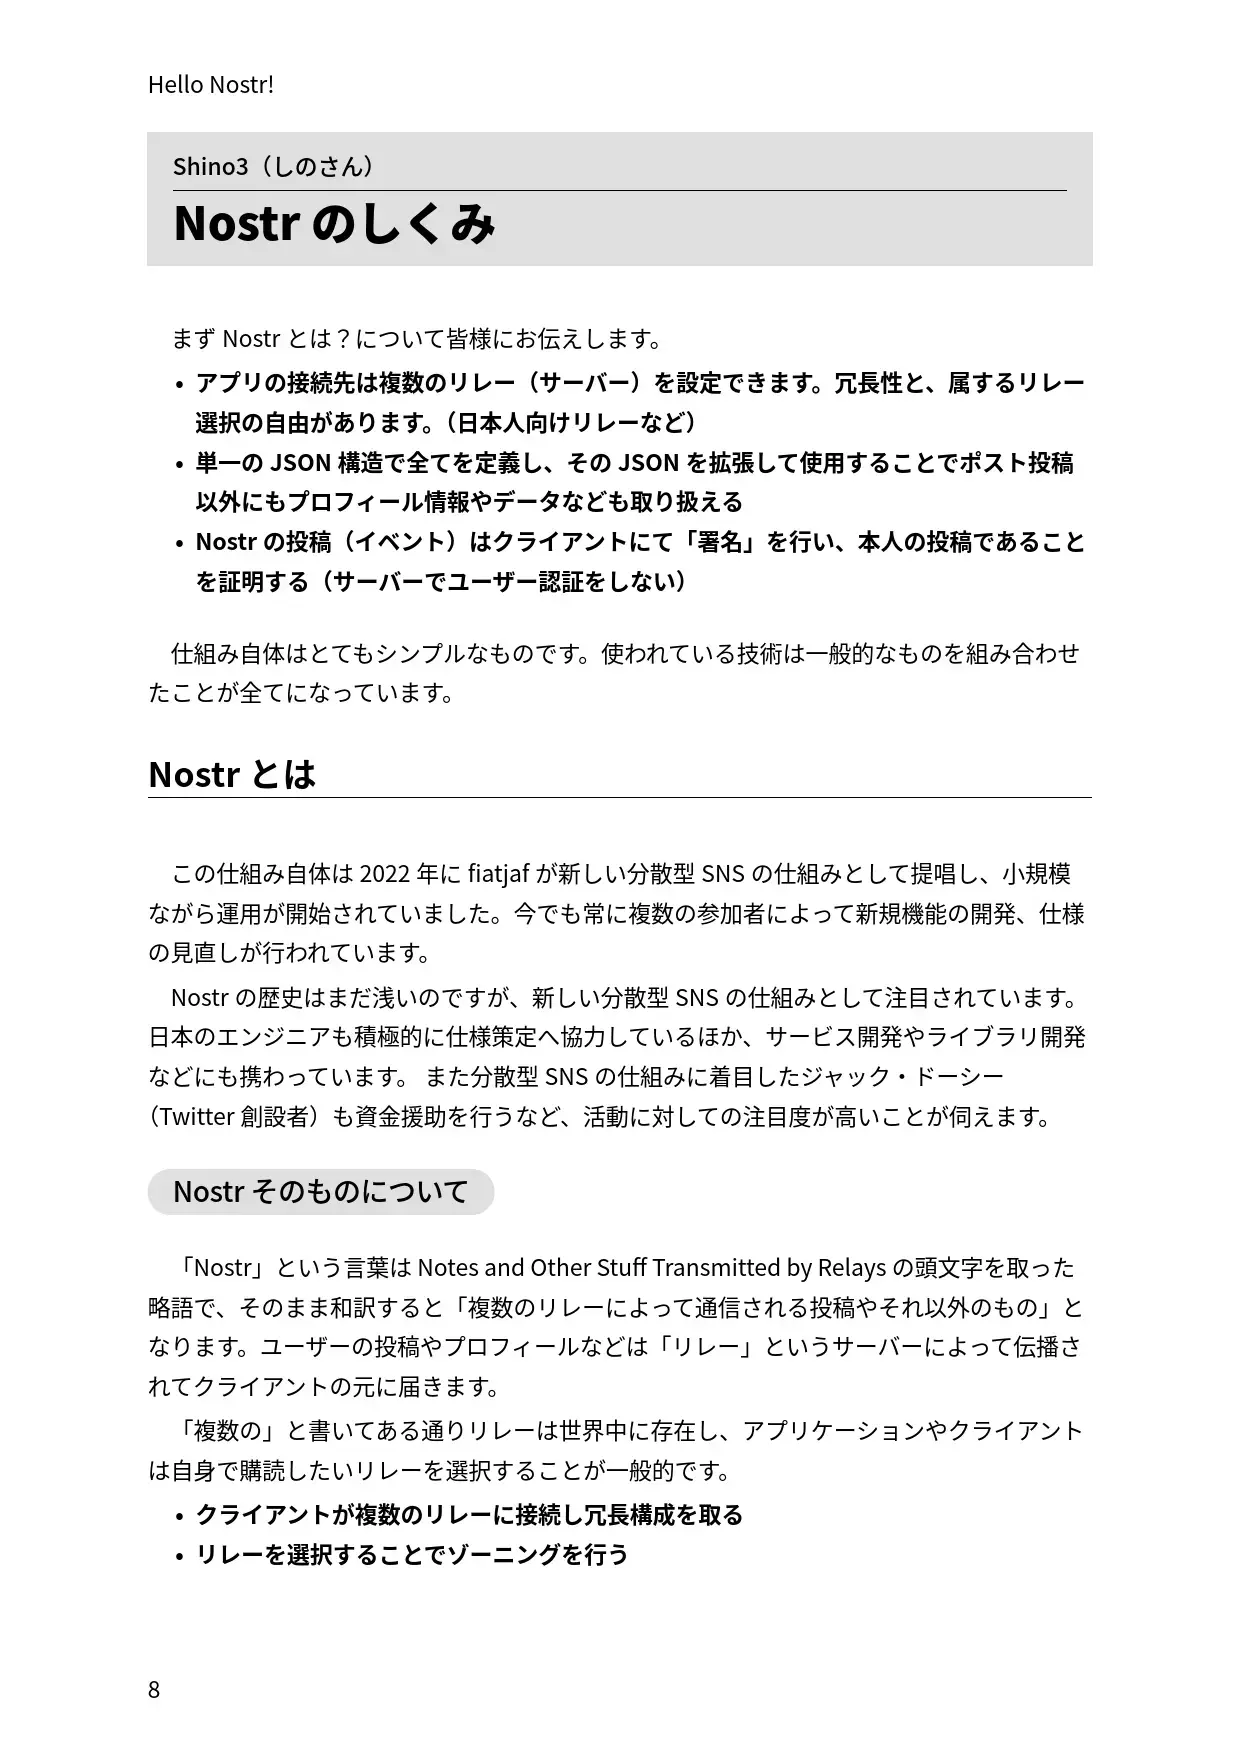 Hello Nostr!
Shino3（しのさん）
Nostr のしくみ
まず Nostr とは？について皆様にお伝えします。
• アプリの接続先は複数のリレー（サーバー）を設定できます。冗長性と、属するリレー
選択の自由があります。（日本人向けリレーなど）
• 単一の JSON 構造で全てを定義し、その JSON を拡張して使用することでポスト投稿
以外にもプロフィール情報やデータなども取り扱える
• Nostr の投稿（イベント）はクライアントにて「署名」を行い、本人の投稿であること
を証明する（サーバーでユーザー認証をしない）
仕組み自体はとてもシンプルなものです。使われている技術は一般的なものを組み合わせ
たことが全てになっています。
Nostr とは
この仕組み自体は 2022 年に fiatjaf が新しい分散型 SNS の仕組みとして提唱し、小規模
ながら運用が開始されていました。今でも常に複数の参加者によって新規機能の開発、仕様
の見直しが行われています。
Nostr の歴史はまだ浅いのですが、新しい分散型 SNS の仕組みとして注目されています。
日本のエンジニアも積極的に仕様策定へ協力しているほか、サービス開発やライブラリ開発
などにも携わっています。 また分散型 SNS の仕組みに着目したジャック・ドーシー
（Twitter 創設者）も資金援助を行うなど、活動に対しての注目度が高いことが伺えます。
Nostr そのものについて
「Nostr」という言葉は Notes and Other Stuff Transmitted by Relays の頭文字を取った
略語で、そのまま和訳すると「複数のリレーによって通信される投稿やそれ以外のもの」と
なります。ユーザーの投稿やプロフィールなどは「リレー」というサーバーによって伝播さ
れてクライアントの元に届きます。
「複数の」と書いてある通りリレーは世界中に存在し、アプリケーションやクライアント
は自身で購読したいリレーを選択することが一般的です。
• クライアントが複数のリレーに接続し冗長構成を取る
• リレーを選択することでゾーニングを行う
8